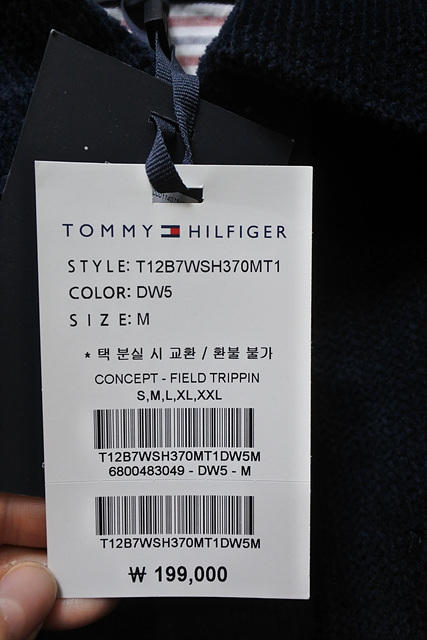 TOMMY HILFIGER
STYLE: T12B7WSH370MT1
COLOR: DW5
SIZE: M
* 택 분실 시 교환 / 환불 불가
CONCEPT - FIELD TRIPPIN
S,M,L,XL,XXL
T12B7WSH370MT1DW5M
6800483049 - DW5 - M
T12B7WSH370MT1DW5M
₩ 199,000